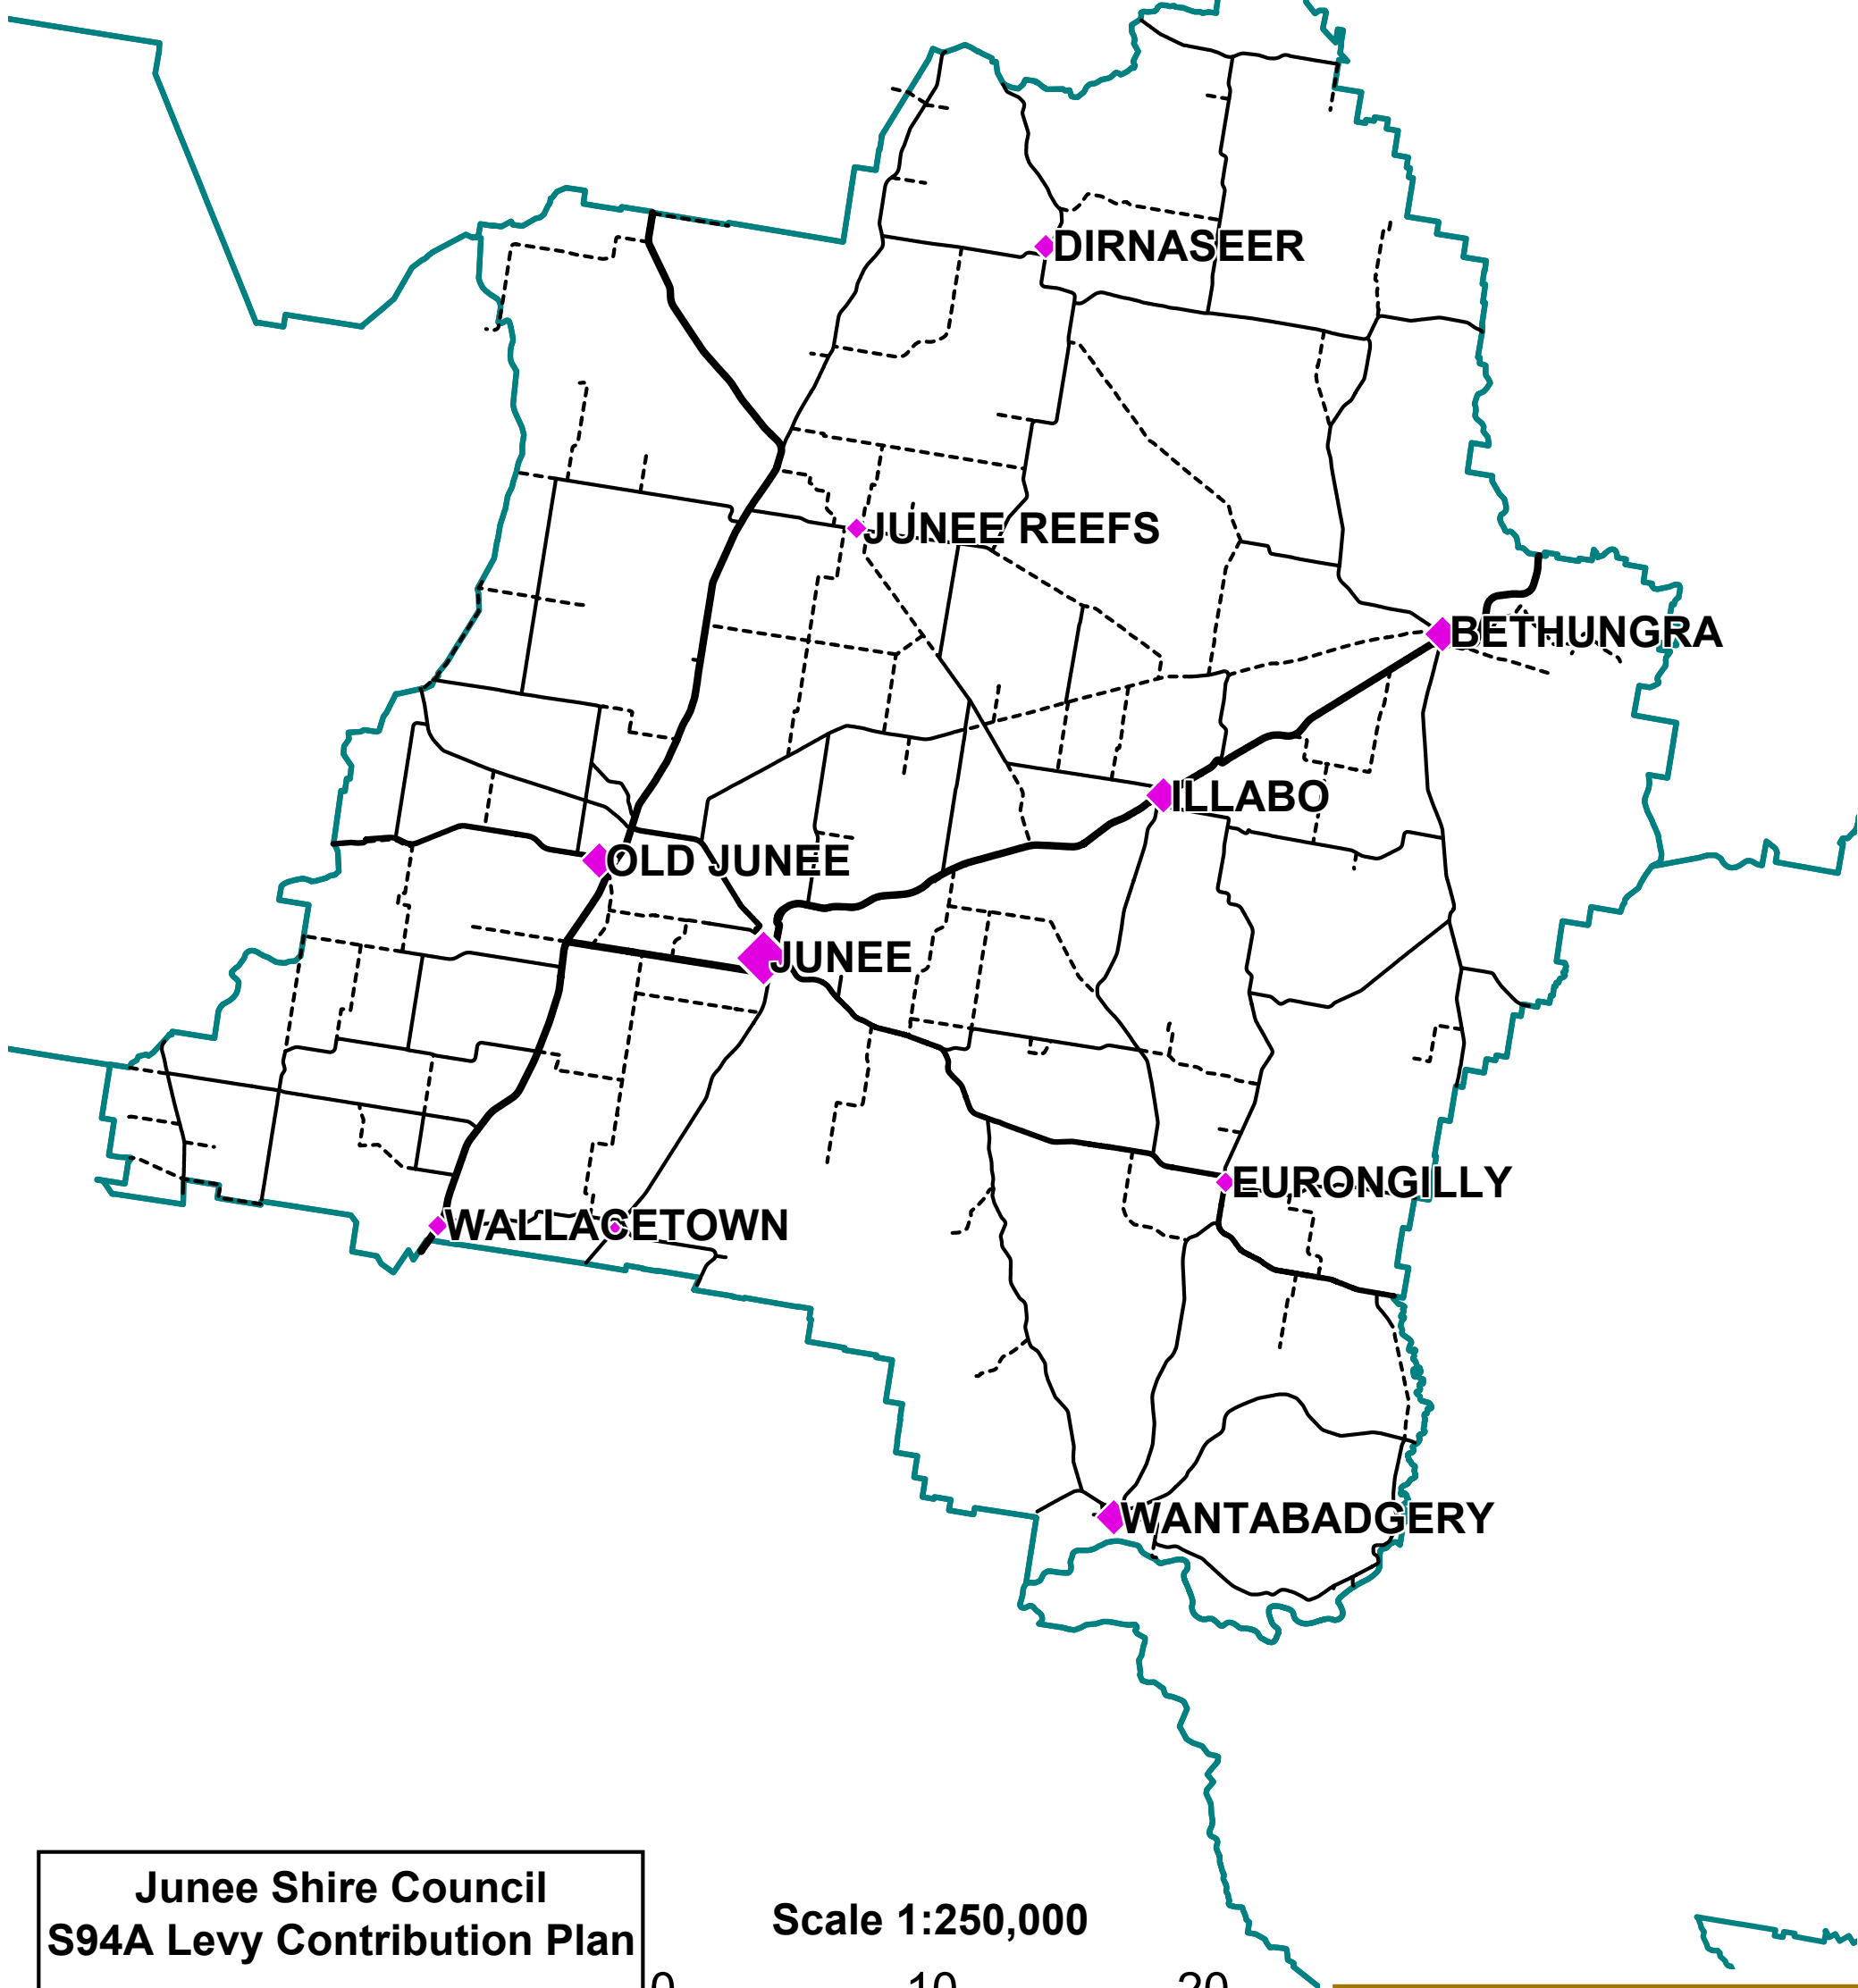 DIRNASEER
JUNEE REEFS
BETHUNGRA
ILLABO
OLD JUNEE
JUNEE
EURONGILLY
WALLACETOWN
WANTABADGERY
Junee Shire Council
S94A Levy Contribution Plan
Scale 1:250,000
0 10 20